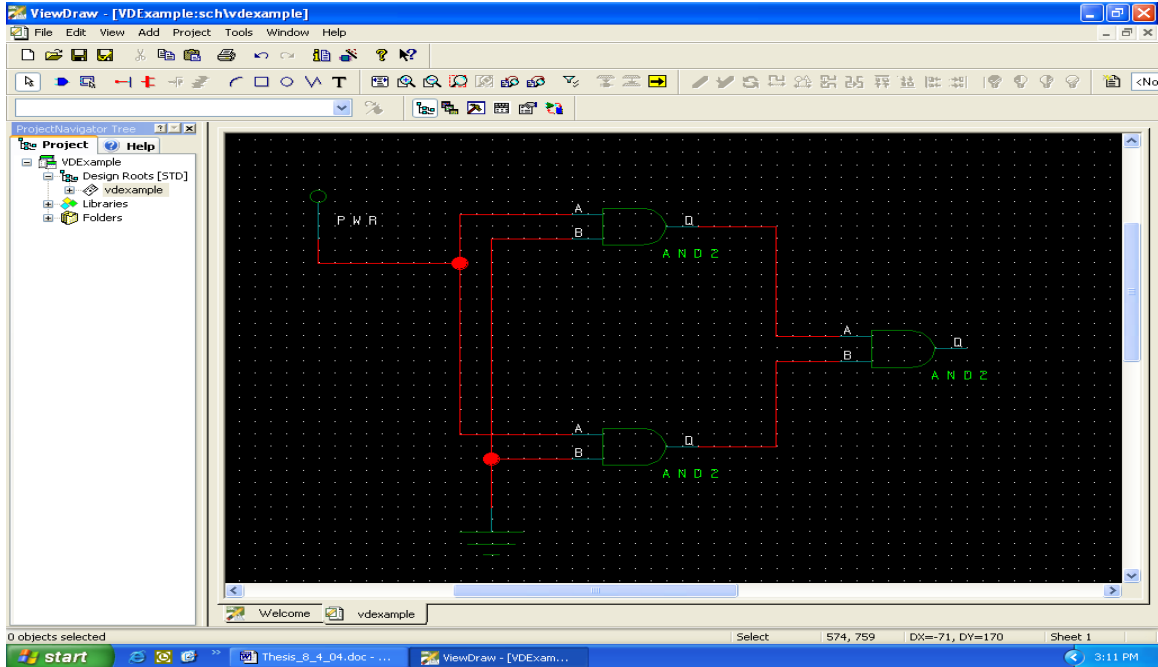 ViewDraw - [VDExample:sch\vdexample]
File Edit View Add Project Tools Window Help
<No
ProjectNavigator Tree
Project Help
VDExample
Design Roots [STD]
vdexample
Libraries
Folders
PWR
A
B
Q
AND2
A
B
Q
AND2
A
B
Q
AND2
Welcome vdexample
0 objects selected Select 574, 759 DX=-71, DY=170 Sheet 1
start Thesis_8_4_04.doc - ... ViewDraw - [VDExam... 3:11 PM